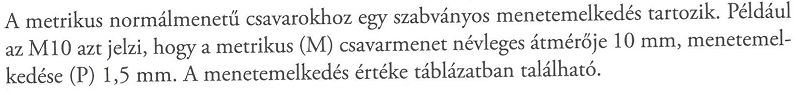 A metrikus normálmenetű csavarokhoz egy szabványos menetemelkedés tartozik. Például
az M10 azt jelzi, hogy a metrikus (M) csavarmenet névleges átmérője 10 mm, menetemel-
kedése (P) 1,5 mm. A menetemelkedés értéke táblázatban található.